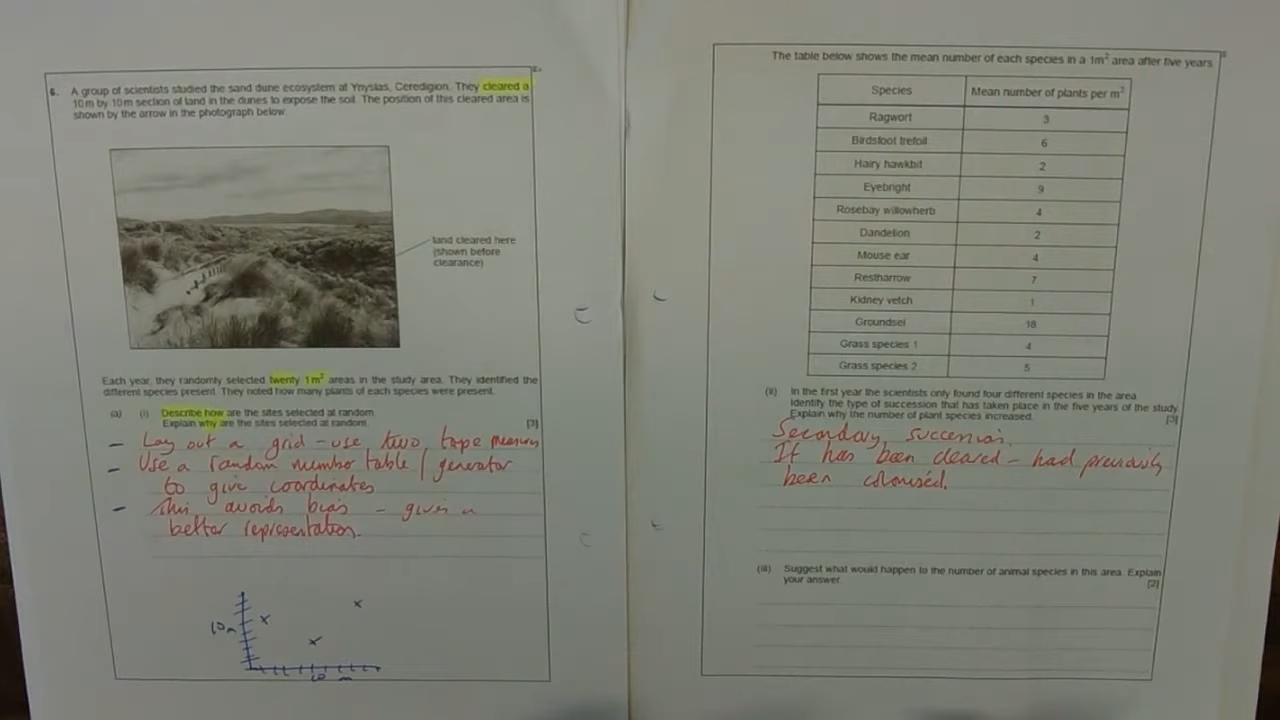 6. A group of scientists studied the sand dune ecosystem at Ynyslas, Ceredigion. They cleared a
10m by 10m section of land in the dunes to expose the soil. The position of this cleared area is
shown by the arrow in the photograph below.
land cleared here
(shown before
clearance)
Each year, they randomly selected twenty 1m² areas in the study area. They identified the
different species present. They noted how many plants of each species were present.
(a) (i) Describe how are the sites selected at random.
Explain why are the sites selected at random. [3]
– Lay out a grid – use two tape measures
– Use a random number table / generator
to give coordinates
– This avoids bias – gives a
better representation.
10m
10 m
The table below shows the mean number of each species in a 1m² area after five years.
Species Mean number of plants per m²
Ragwort 3
Birdsfoot trefoil 6
Hairy hawkbit 2
Eyebright 9
Rosebay willowherb 4
Dandelion 2
Mouse ear 4
Restharrow 7
Kidney vetch 1
Groundsel 18
Grass species 1 4
Grass species 2 5
(ii) In the first year the scientists only found four different species in the area.
Identify the type of succession that has taken place in the five years of the study.
Explain why the number of plant species increased. [3]
Secondary succession.
It has been cleared – had previously
been colonised.
(iii) Suggest what would happen to the number of animal species in this area. Explain
your answer. [2]